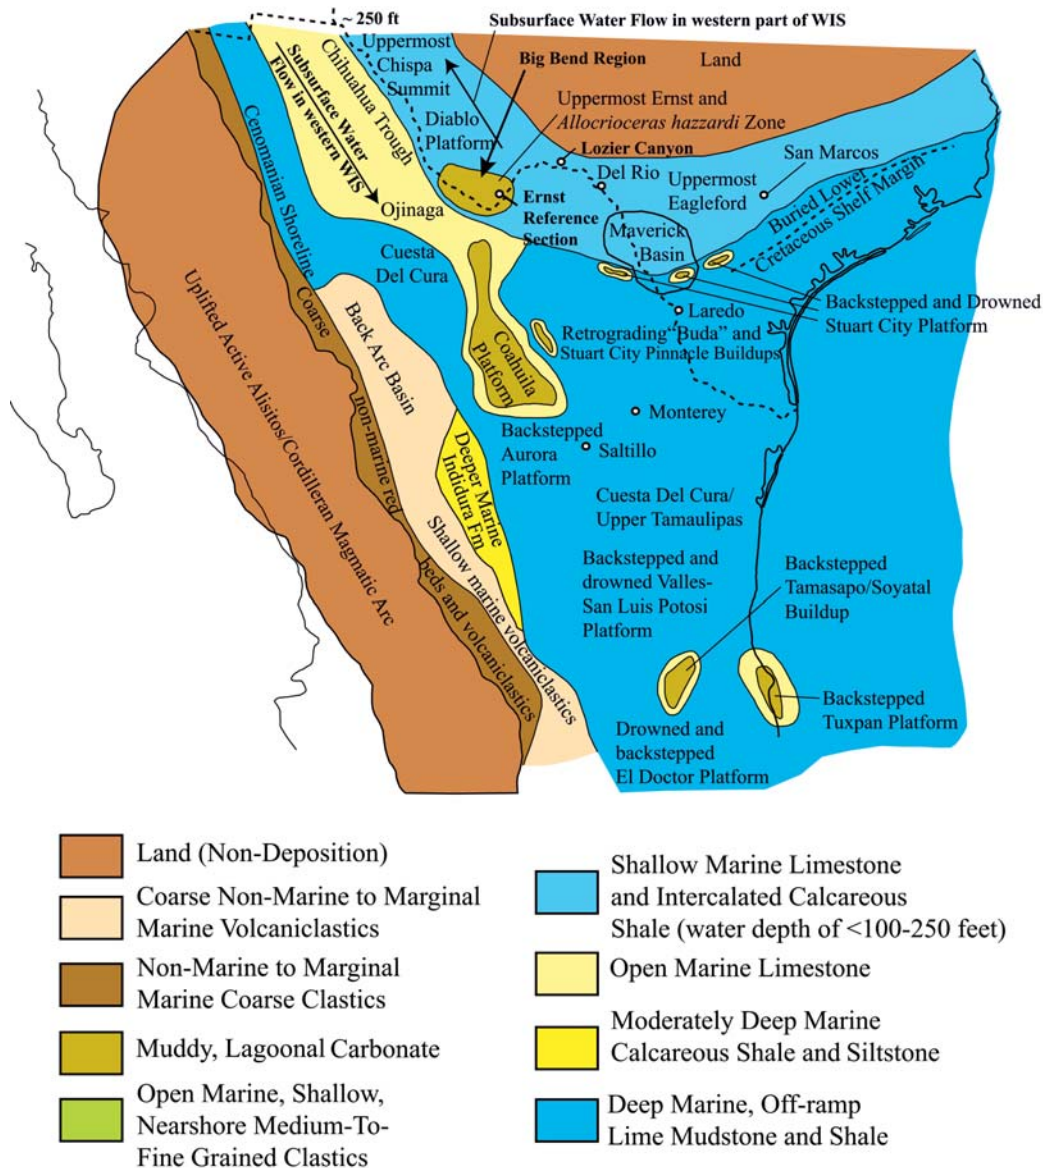 ~ 250 ft
Subsurface Water Flow in western part of WIS
Uppermost
Chispa
Summit
Big Bend Region
Land
Subsurface Water
Flow in western WIS
Chihuahua Trough
Diablo
Platform
Uppermost Ernst and
Allocrioceras hazzardi Zone
Lozier Canyon
Del Rio
San Marcos
Uppermost
Eagleford
Buried Lower
Cretaceous Shelf Margin
Cenomanian Shoreline
Ojinaga
Ernst
Reference
Section
Maverick
Basin
Cuesta
Del Cura
Backstepped and Drowned
Stuart City Platform
Laredo
Retrograding "Buda" and
Stuart City Pinnacle Buildups
Uplifted Active Alisitos/Cordilleran Magmatic Arc
Coarse non-marine red beds and volcaniclastics
Back Arc Basin
Coahuila
Platform
Monterey
Backstepped
Aurora
Platform
Saltillo
Deeper Marine
Indidura Fm
Shallow marine volcaniclastics
Cuesta Del Cura/
Upper Tamaulipas
Backstepped and
drowned Valles-
San Luis Potosi
Platform
Backstepped
Tamasapo/Soyatal
Buildup
Backstepped
Tuxpan Platform
Drowned and
backstepped
El Doctor Platform
Land (Non-Deposition)
Coarse Non-Marine to Marginal
Marine Volcaniclastics
Non-Marine to Marginal
Marine Coarse Clastics
Muddy, Lagoonal Carbonate
Open Marine, Shallow,
Nearshore Medium-To-
Fine Grained Clastics
Shallow Marine Limestone
and Intercalated Calcareous
Shale (water depth of <100-250 feet)
Open Marine Limestone
Moderately Deep Marine
Calcareous Shale and Siltstone
Deep Marine, Off-ramp
Lime Mudstone and Shale